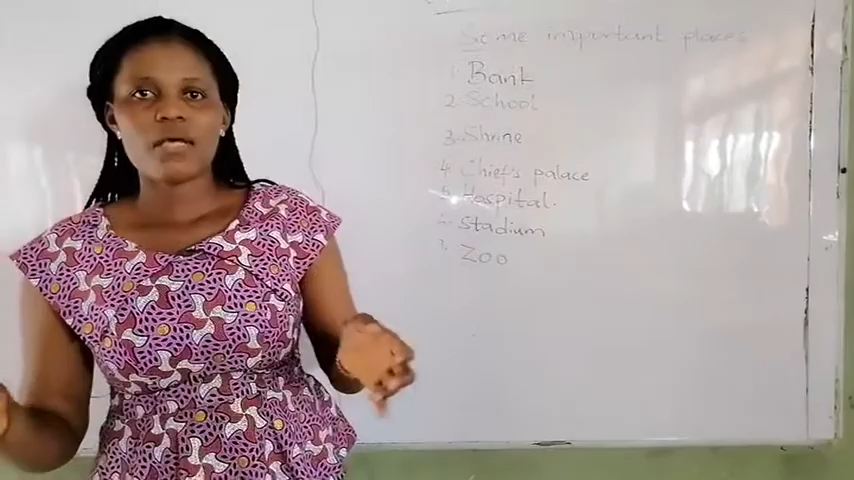 Some important places
1. Bank
2. School
3. Shrine
4. Chief's palace
5. Hospital.
6. Stadium
7. Zoo